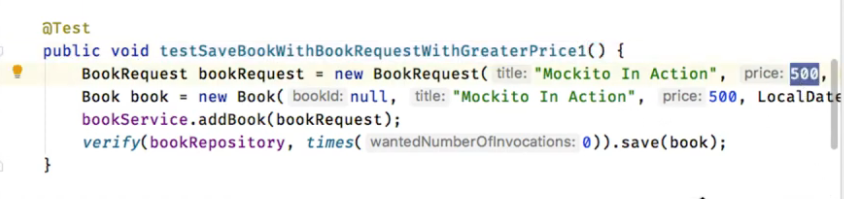 @Test
public void testSaveBookWithBookRequestWithGreaterPrice1() {
BookRequest bookRequest = new BookRequest( title: "Mockito In Action", price: 500,
Book book = new Book( bookId: null, title: "Mockito In Action", price: 500, LocalDate
bookService.addBook(bookRequest);
verify(bookRepository, times( wantedNumberOfInvocations: 0)).save(book);
}